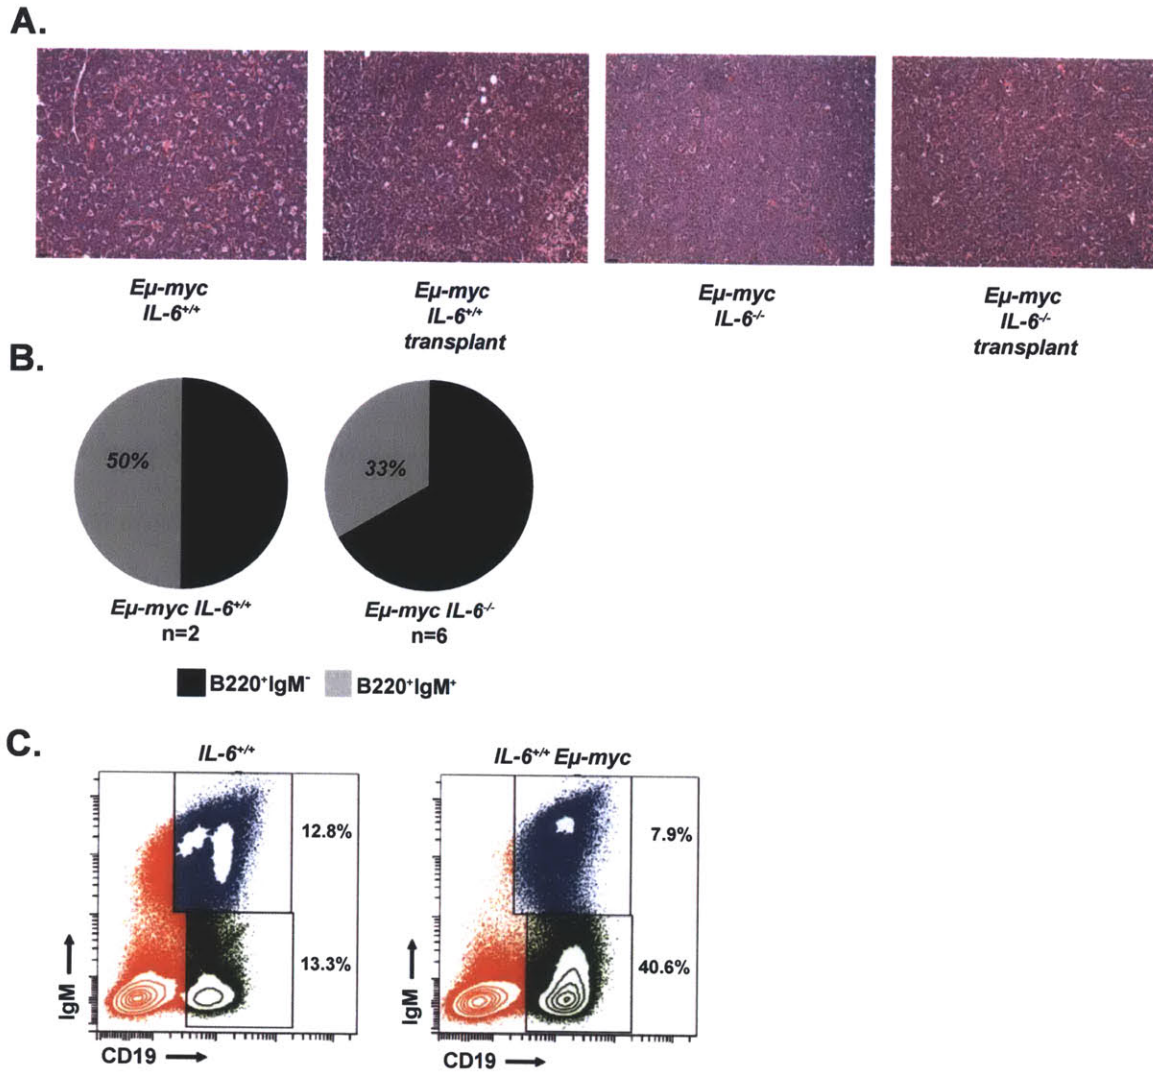 A.
Eµ-myc
IL-6+/+
Eµ-myc
IL-6+/+
transplant
Eµ-myc
IL-6-/-
Eµ-myc
IL-6-/-
transplant
B.
50%
33%
Eµ-myc IL-6+/+
n=2
Eµ-myc IL-6-/-
n=6
B220+IgM-
B220+IgM+
C.
IL-6+/+
IL-6+/+ Eµ-myc
12.8%
13.3%
7.9%
40.6%
IgM
CD19
IgM
CD19